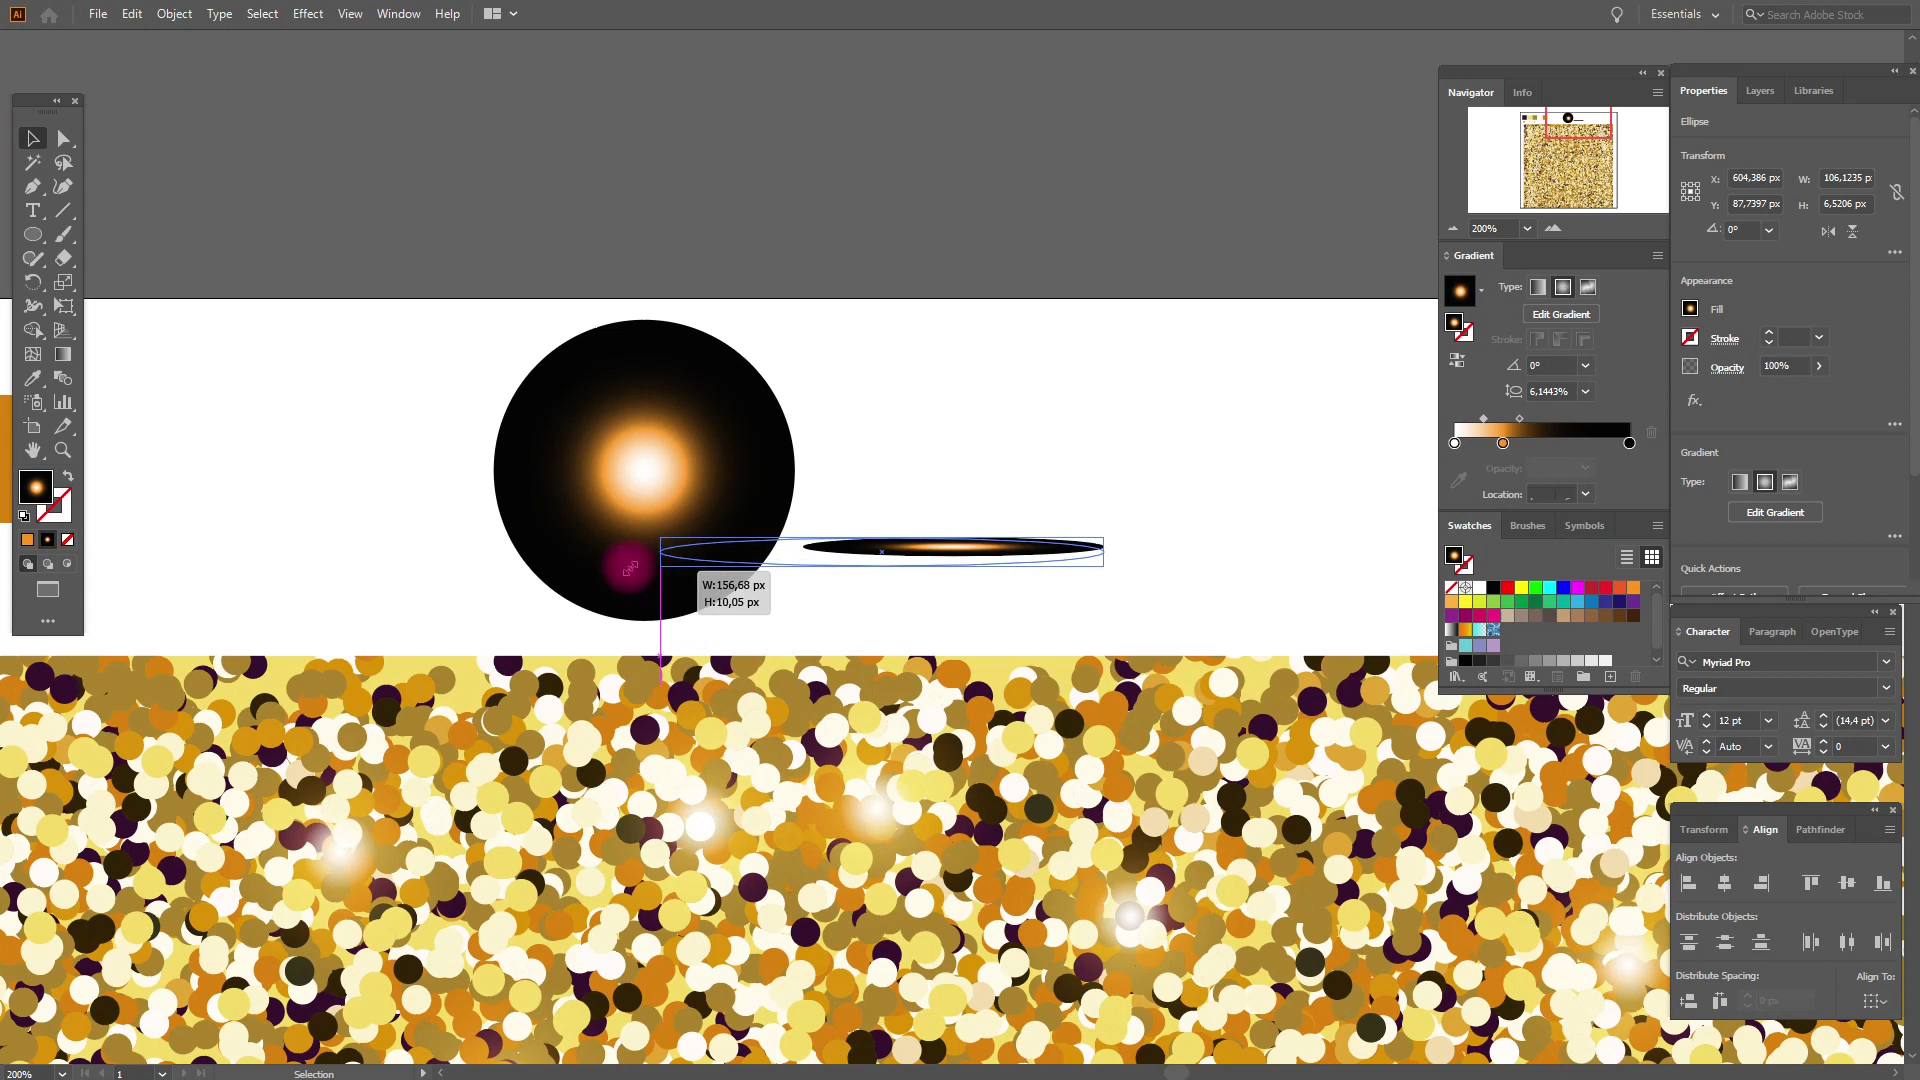 Ai
File Edit Object Type Select Effect View Window Help
Essentials
Search Adobe Stock
Navigator Info
200%
Gradient
Type:
Edit Gradient
Stroke:
0°
6,1443%
Opacity:
Location:
Swatches Brushes Symbols
Properties Layers Libraries
Ellipse
Transform
X: 604,386 px W: 106,1235 p
Y: 87,7397 px H: 6,5206 px
0°
Appearance
Fill
Stroke
Opacity 100%
fx.
Gradient
Type:
Edit Gradient
Quick Actions
Character Paragraph OpenType
Myriad Pro
Regular
12 pt (14,4 pt)
Auto 0
Transform Align Pathfinder
Align Objects:
Distribute Objects:
Distribute Spacing: Align To:
0 px
W:156,68 px
H:10,05 px
200% 1 Selection